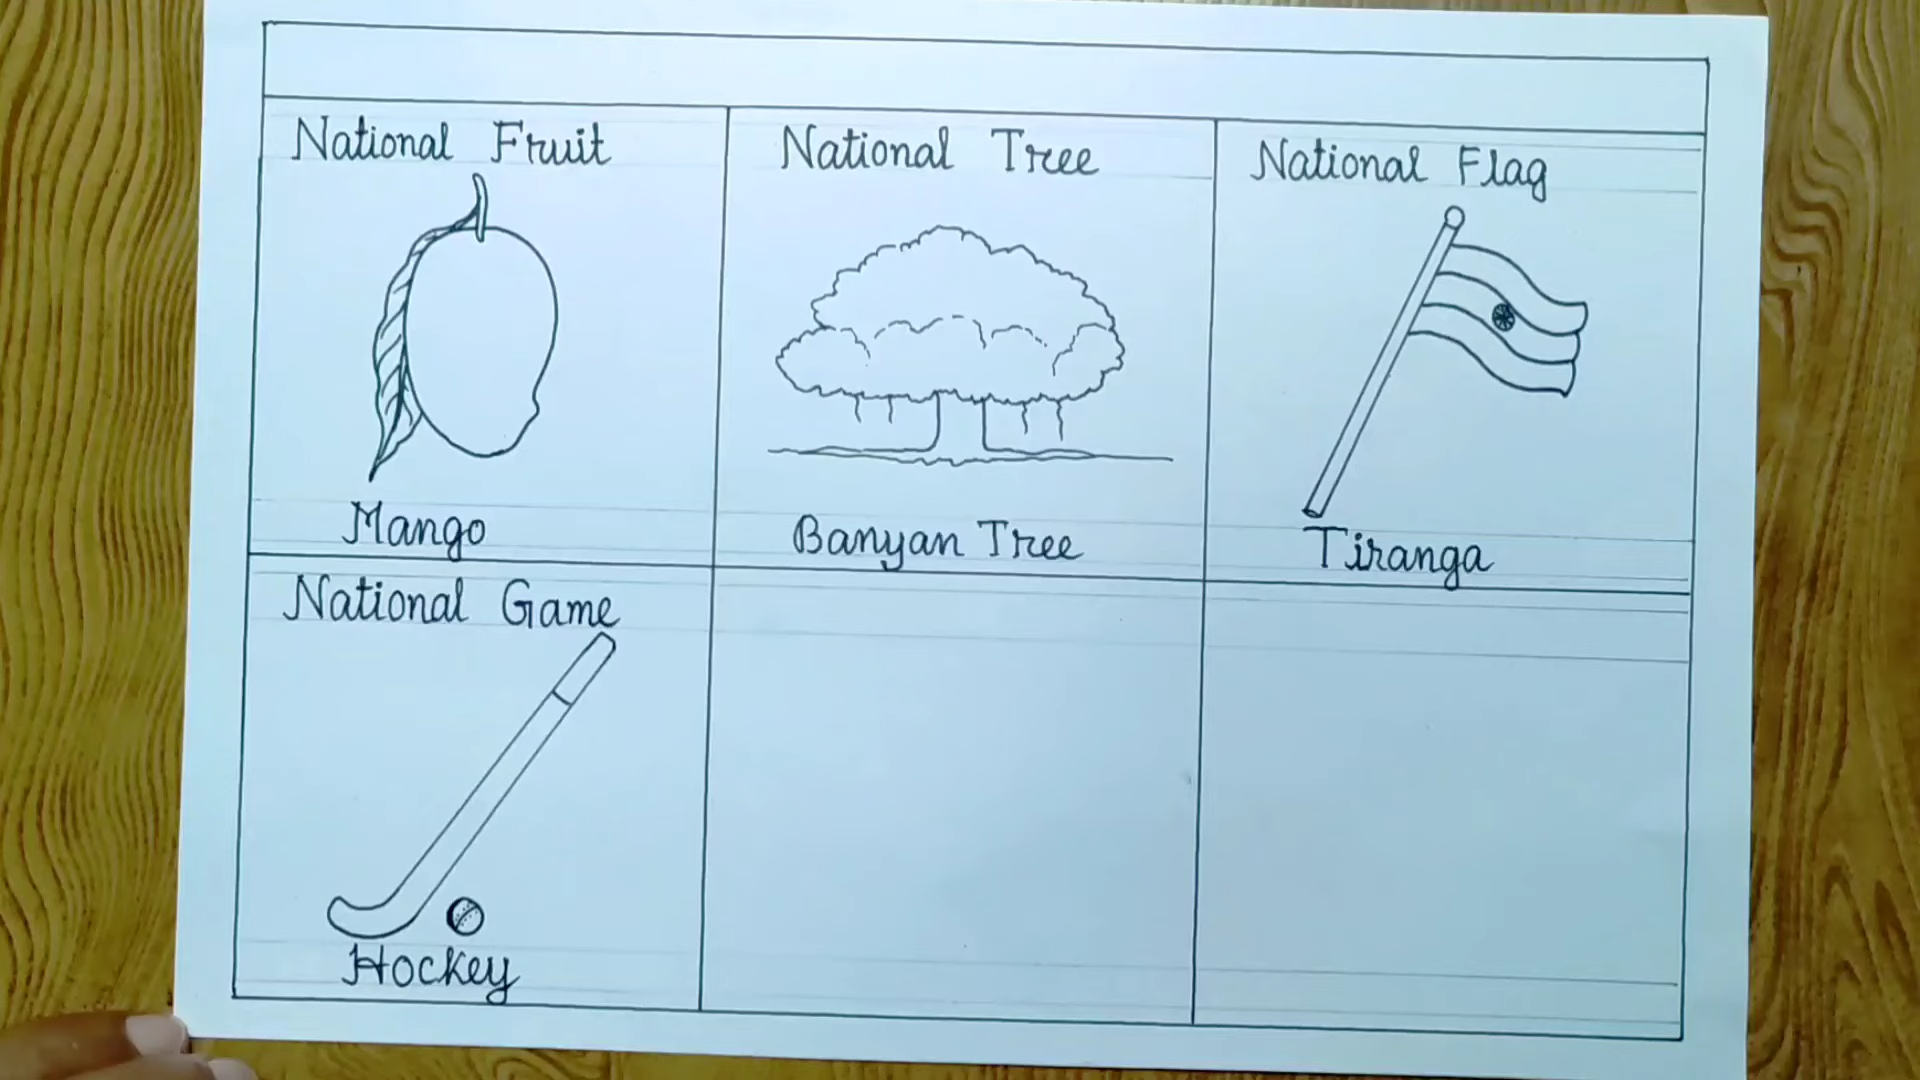 National Fruit
Mango
National Tree
Banyan Tree
National Flag
Tiranga
National Game
Hockey